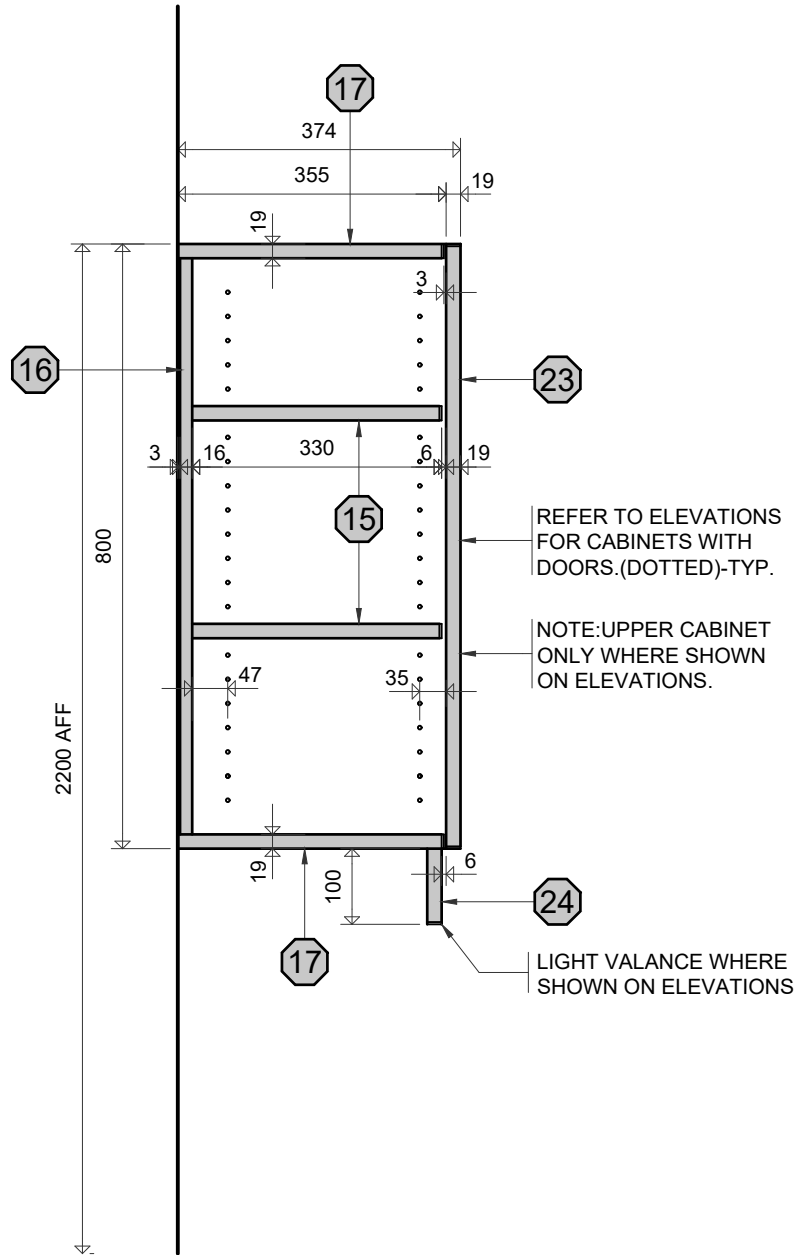 17
374
355
19
19
3
16
23
3
16
330
6
19
15
800
REFER TO ELEVATIONS
FOR CABINETS WITH
DOORS.(DOTTED)-TYP.
NOTE:UPPER CABINET
ONLY WHERE SHOWN
ON ELEVATIONS.
47
35
2200 AFF
19
100
6
24
17
LIGHT VALANCE WHERE
SHOWN ON ELEVATIONS